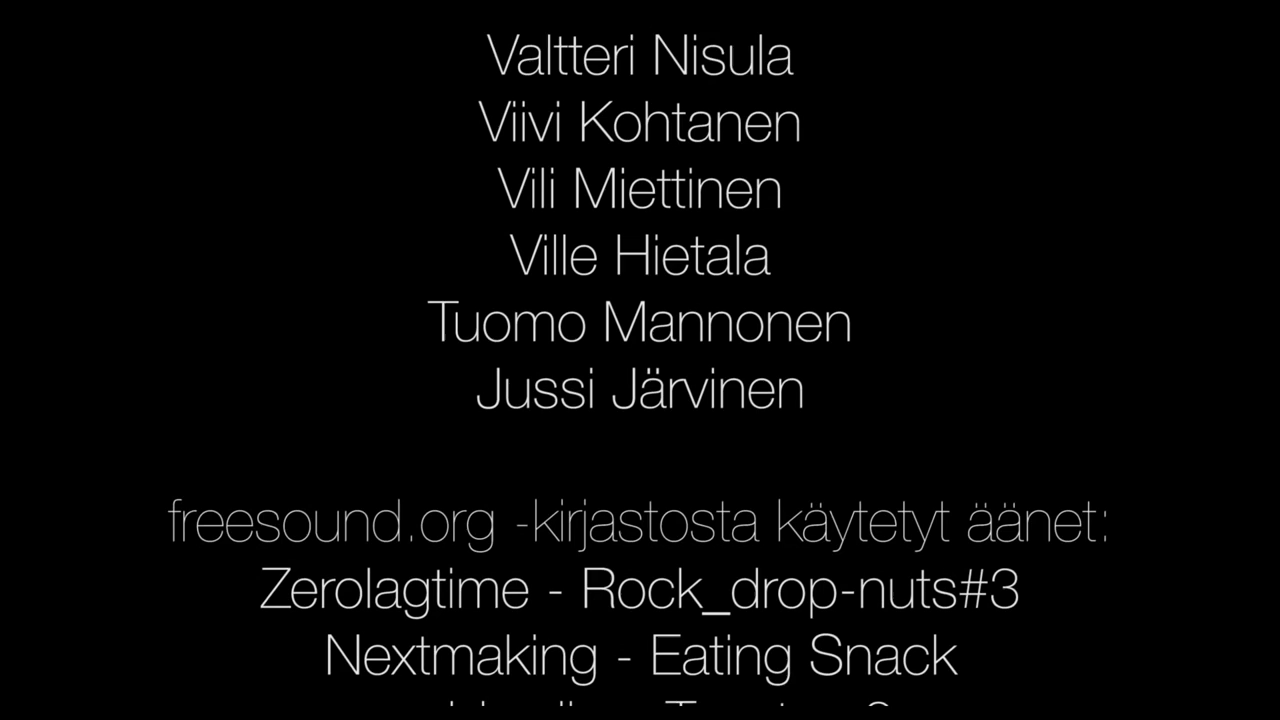 Valtteri Nisula
Viivi Kohtanen
Vili Miettinen
Ville Hietala
Tuomo Mannonen
Jussi Järvinen
freesound.org -kirjastosta käytetyt äänet:
Zerolagtime - Rock_drop-nuts#3
Nextmaking - Eating Snack